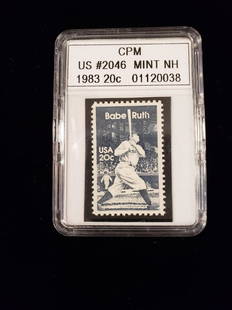 CPM
US #2046 MINT NH
1983 20c 01120038
Babe Ruth
USA
20c